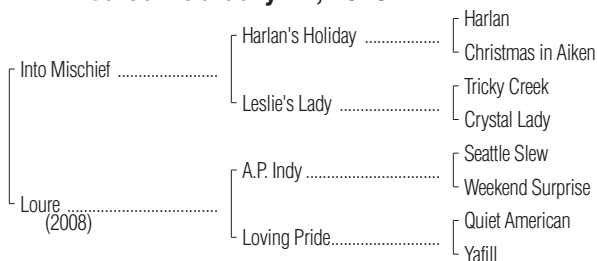 Harlan
Harlan's Holiday
Christmas in Aiken
Into Mischief
Tricky Creek
Leslie's Lady
Crystal Lady
Seattle Slew
A.P. Indy
Weekend Surprise
Loure
(2008)
Quiet American
Loving Pride
Yafill